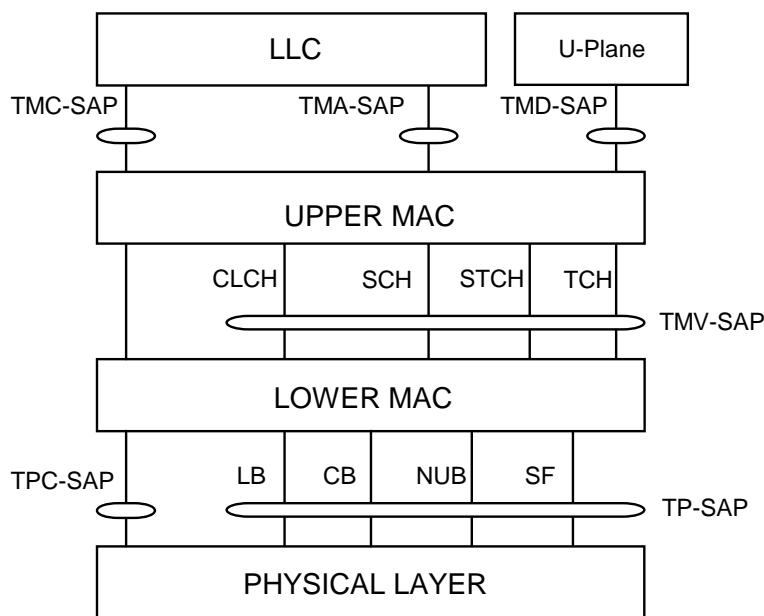 LLC
U-Plane
TMC-SAP
TMA-SAP
TMD-SAP
UPPER MAC
CLCH
SCH
STCH
TCH
TMV-SAP
LOWER MAC
TPC-SAP
LB
CB
NUB
SF
TP-SAP
PHYSICAL LAYER